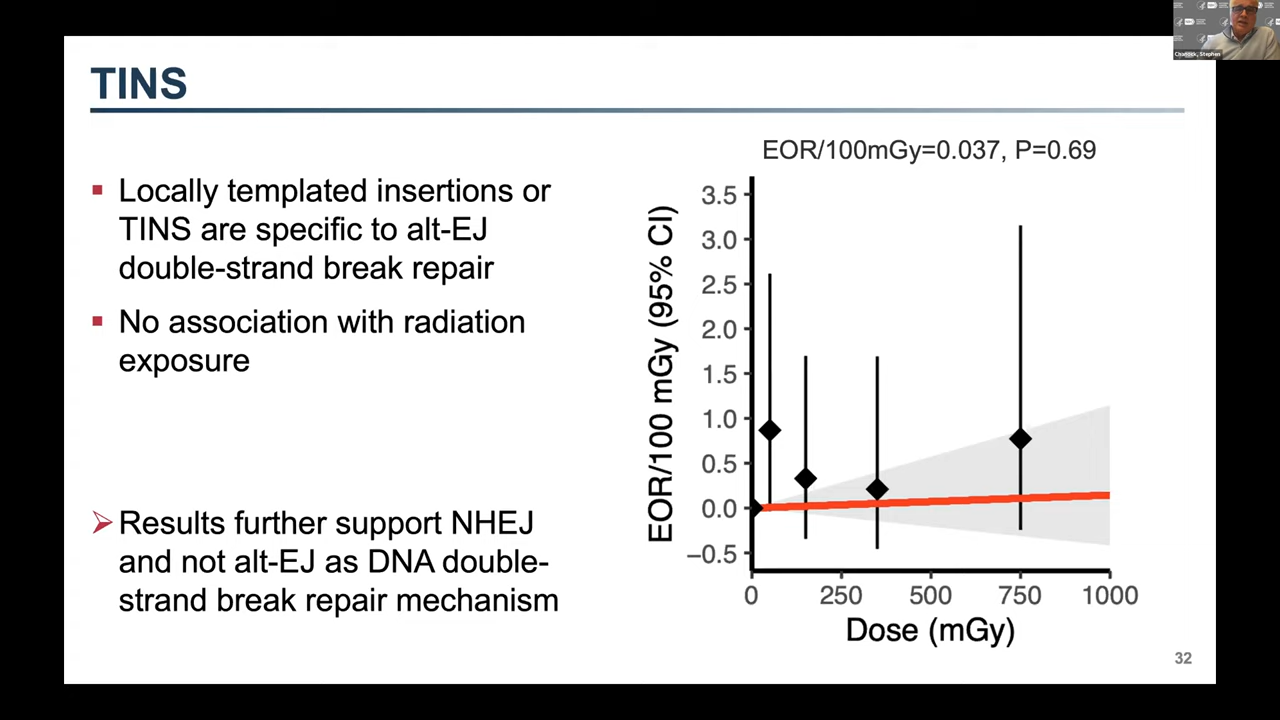 Chanock, Stephen
TINS
Locally templated insertions or
TINS are specific to alt-EJ
double-strand break repair
No association with radiation
exposure
Results further support NHEJ
and not alt-EJ as DNA double-
strand break repair mechanism
EOR/100mGy=0.037, P=0.69
EOR/100 mGy (95% CI)
3.5
3.0
2.5
2.0
1.5
1.0
0.5
0.0
−0.5
0 250 500 750 1000
Dose (mGy)
32